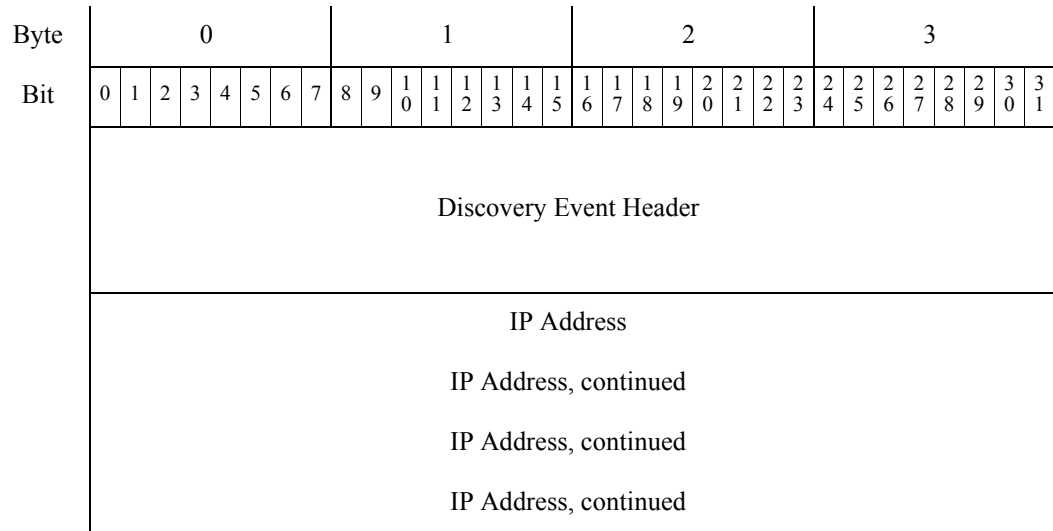 Byte 0 1 2 3
Bit 0 1 2 3 4 5 6 7 8 9 10 11 12 13 14 15 16 17 18 19 20 21 22 23 24 25 26 27 28 29 30 31
Discovery Event Header
IP Address
IP Address, continued
IP Address, continued
IP Address, continued